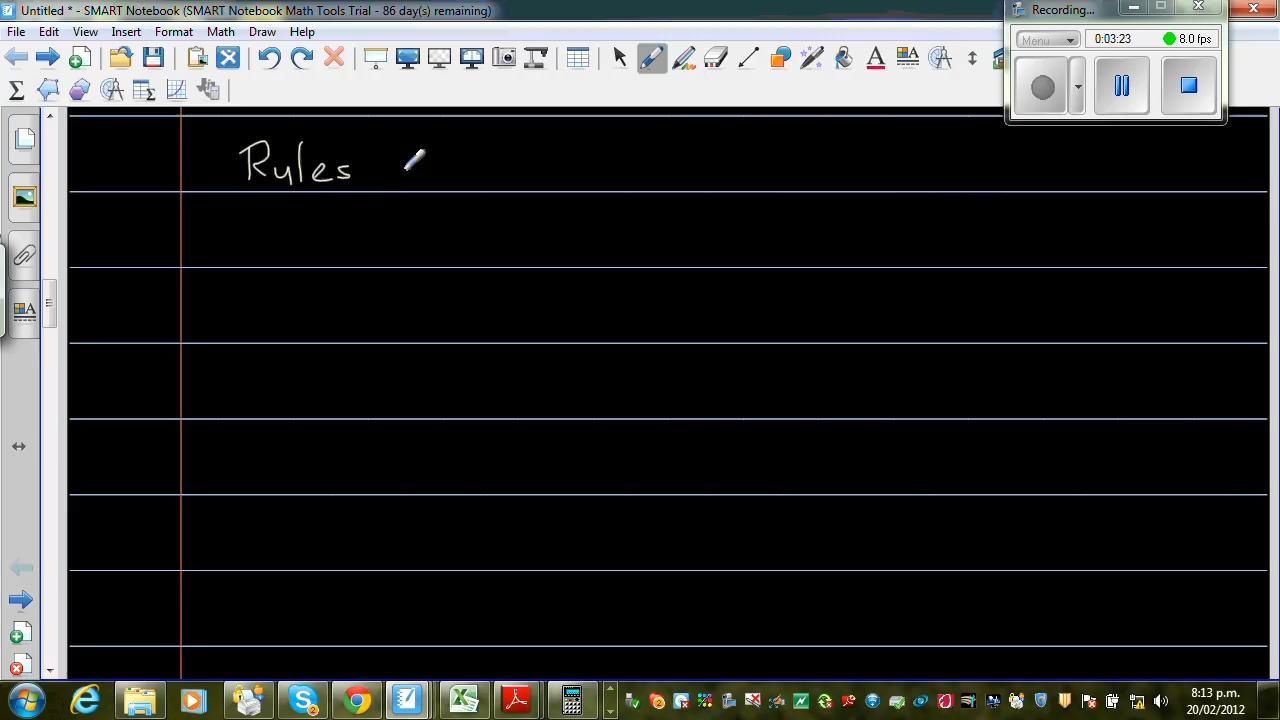 Untitled * - SMART Notebook (SMART Notebook Math Tools Trial - 86 day(s) remaining)
Recording...
File Edit View Insert Format Math Draw Help
Menu
0:03:23
8.0 fps
Rules
8:13 p.m.
20/02/2012